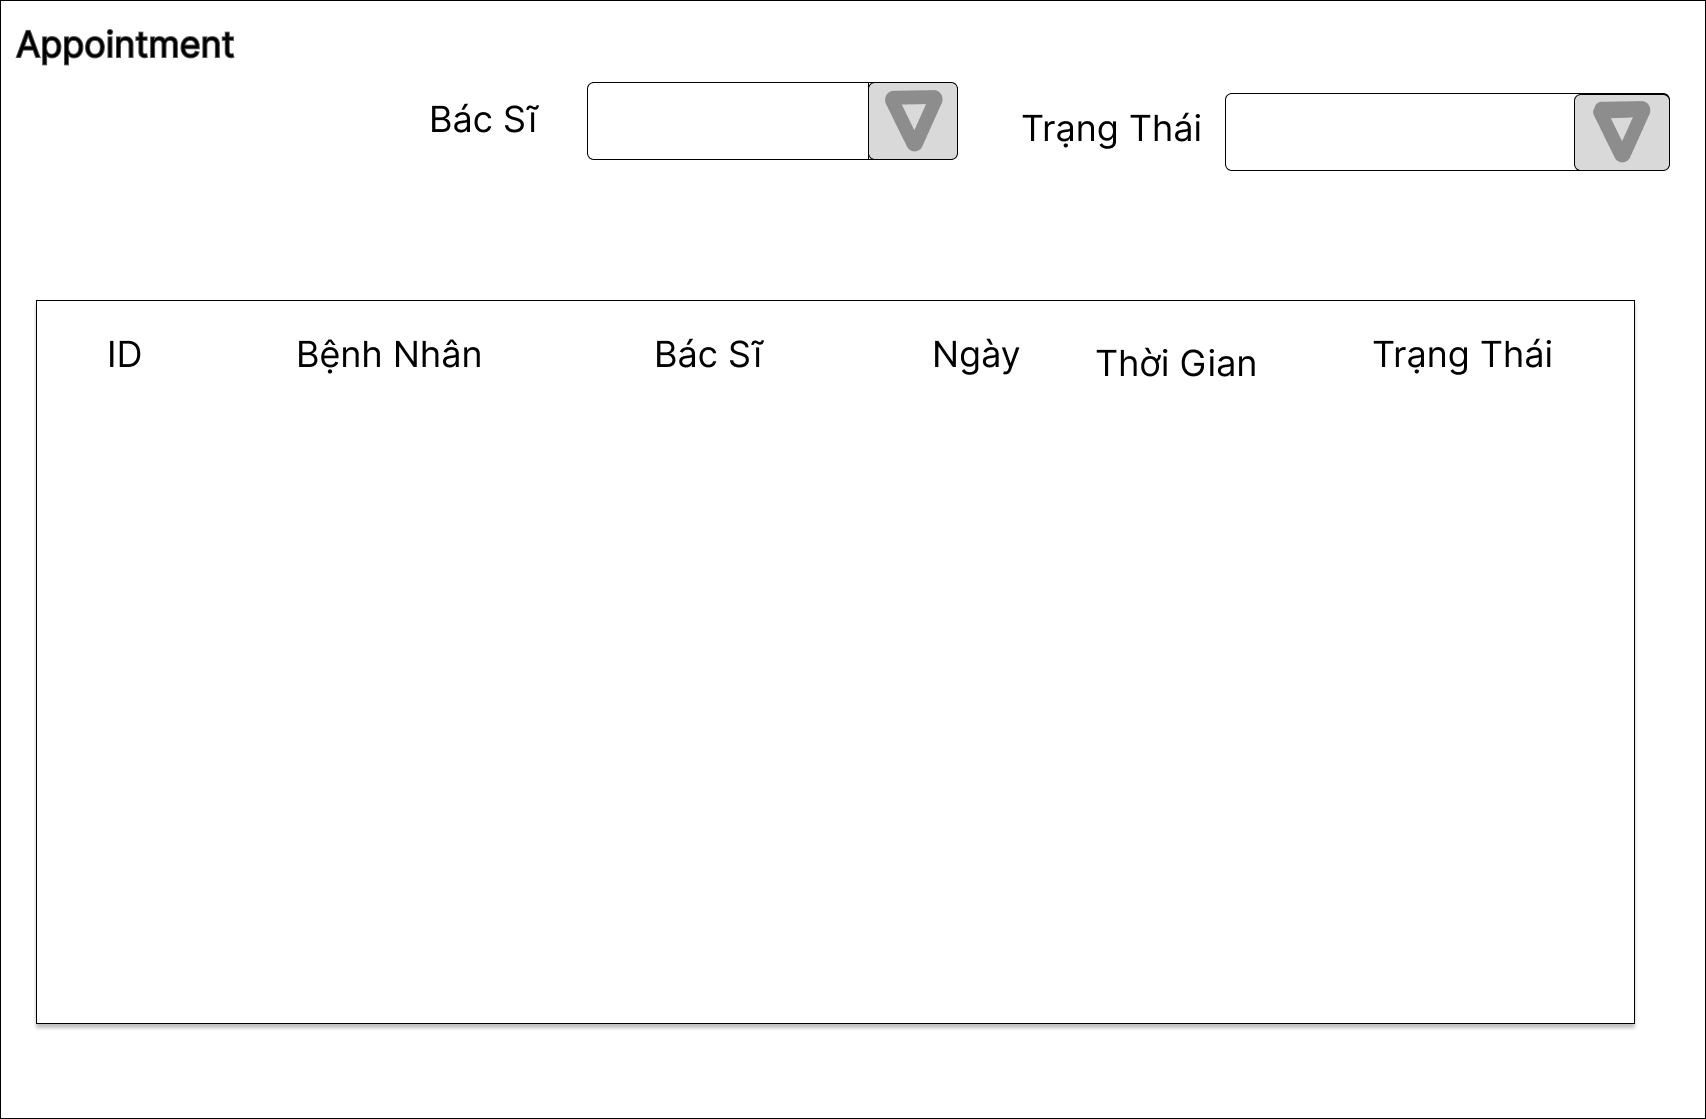 Appointment
Bác Sĩ
Trạng Thái
ID Bệnh Nhân Bác Sĩ Ngày Thời Gian Trạng Thái